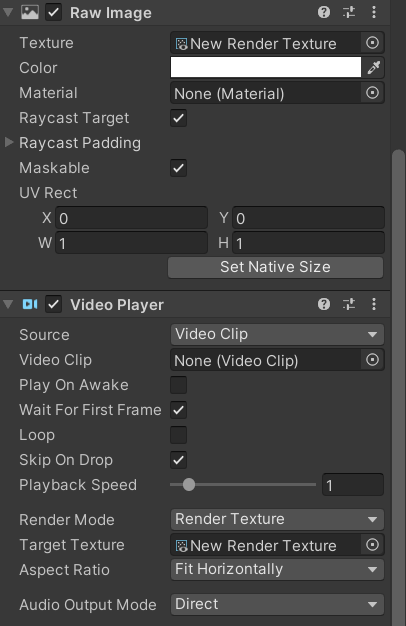 Raw Image
Texture New Render Texture
Color
Material None (Material)
Raycast Target
Raycast Padding
Maskable
UV Rect
X 0 Y 0
W 1 H 1
Set Native Size
Video Player
Source Video Clip
Video Clip None (Video Clip)
Play On Awake
Wait For First Frame
Loop
Skip On Drop
Playback Speed 1
Render Mode Render Texture
Target Texture New Render Texture
Aspect Ratio Fit Horizontally
Audio Output Mode Direct